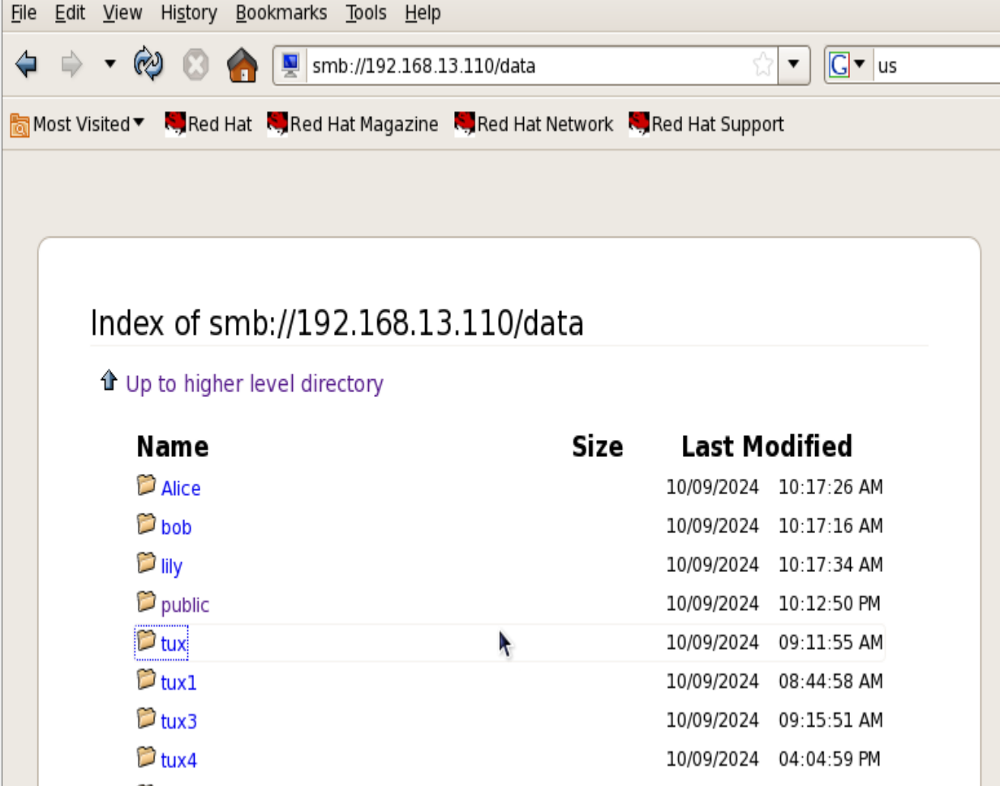 File Edit View History Bookmarks Tools Help
smb://192.168.13.110/data G us
Most Visited Red Hat Red Hat Magazine Red Hat Network Red Hat Support
Index of smb://192.168.13.110/data
Up to higher level directory
Name Size Last Modified
Alice 10/09/2024 10:17:26 AM
bob 10/09/2024 10:17:16 AM
lily 10/09/2024 10:17:34 AM
public 10/09/2024 10:12:50 PM
tux 10/09/2024 09:11:55 AM
tux1 10/09/2024 08:44:58 AM
tux3 10/09/2024 09:15:51 AM
tux4 10/09/2024 04:04:59 PM